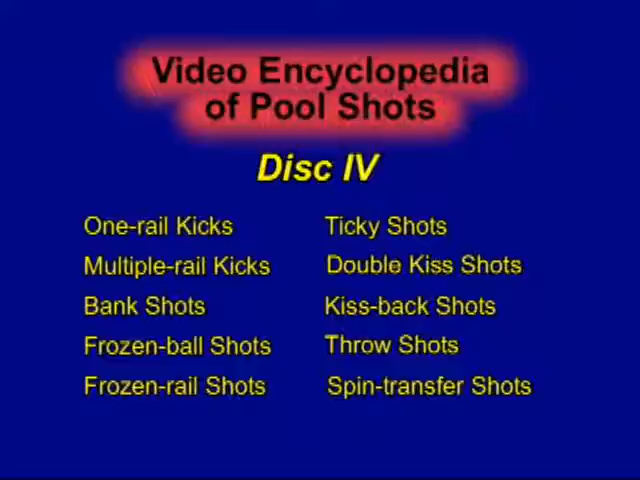 Video Encyclopedia
of Pool Shots
Disc IV
One-rail Kicks
Multiple-rail Kicks
Bank Shots
Frozen-ball Shots
Frozen-rail Shots
Ticky Shots
Double Kiss Shots
Kiss-back Shots
Throw Shots
Spin-transfer Shots